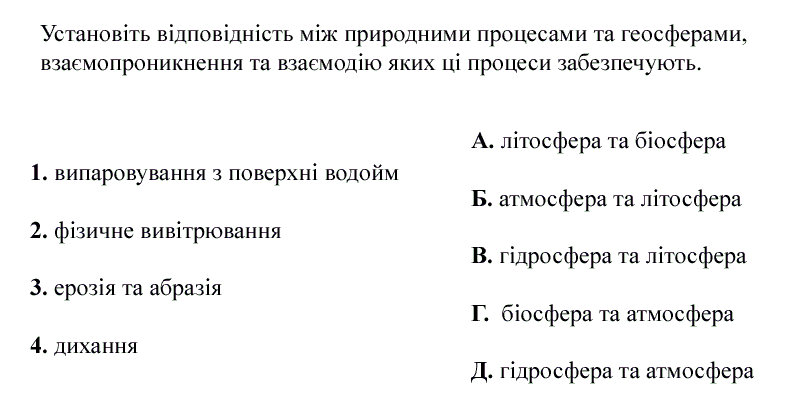 Установіть відповідність між природними процесами та геосферами,
взаємопроникнення та взаємодію яких ці процеси забезпечують.
1. випаровування з поверхні водойм
2. фізичне вивітрювання
3. ерозія та абразія
4. дихання
А. літосфера та біосфера
Б. атмосфера та літосфера
В. гідросфера та літосфера
Г. біосфера та атмосфера
Д. гідросфера та атмосфера